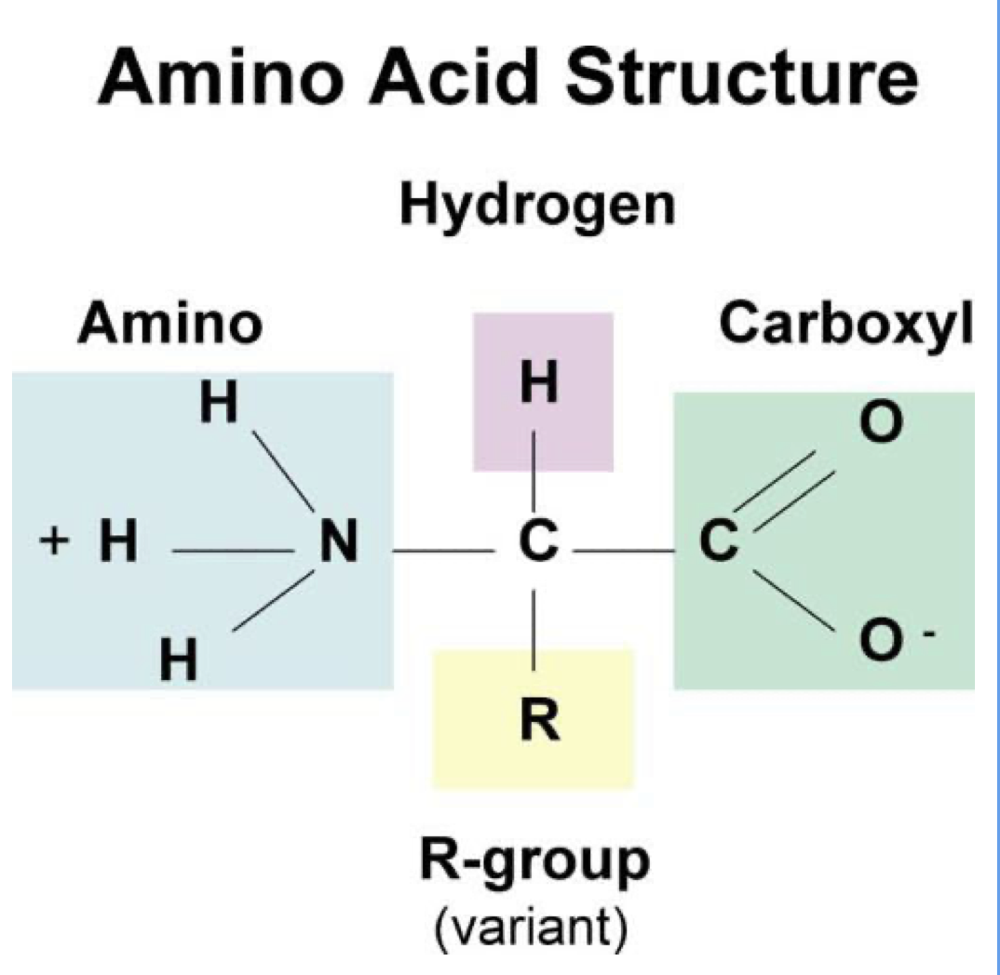 Amino Acid Structure
Hydrogen
Amino
Carboxyl
H
H
O
+ H
N
C
C
H
O -
R
R-group
(variant)